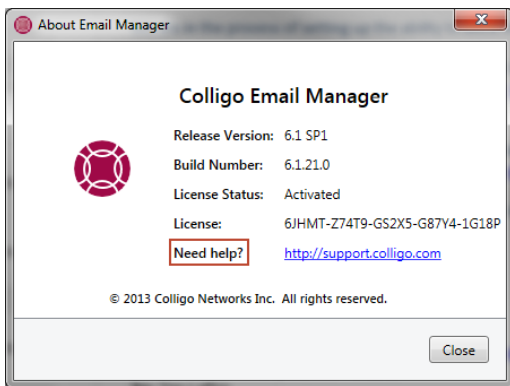 About Email Manager
Colligo Email Manager
Release Version: 6.1 SP1
Build Number: 6.1.21.0
License Status: Activated
License: 6JHMT-Z74T9-GS2X5-G87Y4-1G18P
Need help? http://support.colligo.com
© 2013 Colligo Networks Inc. All rights reserved.
Close